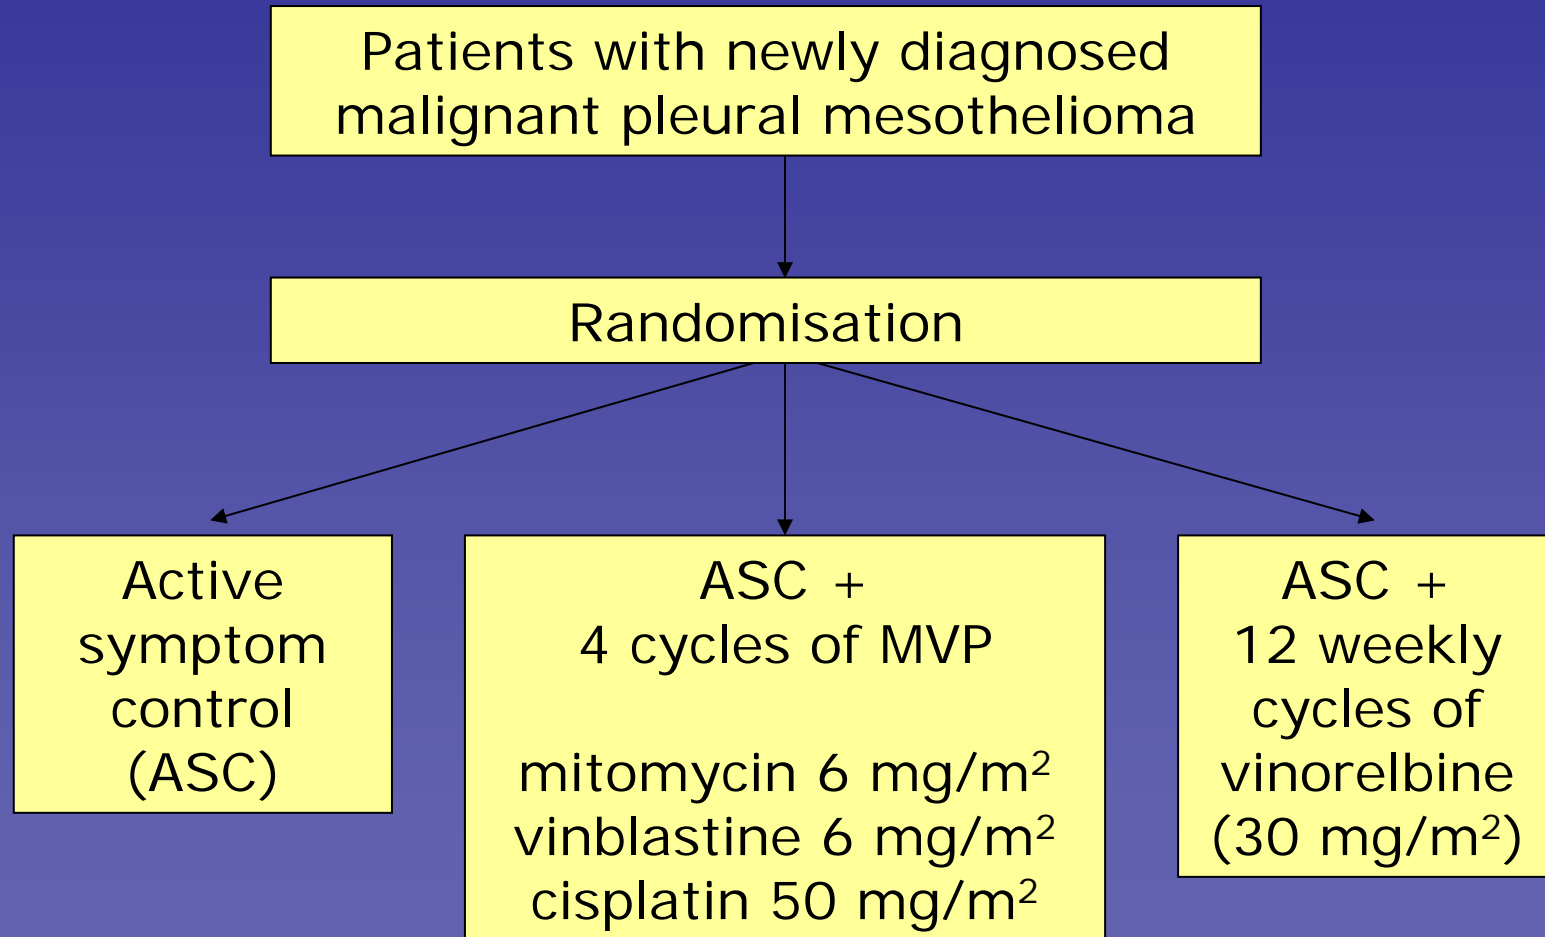 Patients with newly diagnosed
malignant pleural mesothelioma
Randomisation
Active
symptom
control
(ASC)
ASC +
4 cycles of MVP
mitomycin 6 mg/m²
vinblastine 6 mg/m²
cisplatin 50 mg/m²
ASC +
12 weekly
cycles of
vinorelbine
(30 mg/m²)